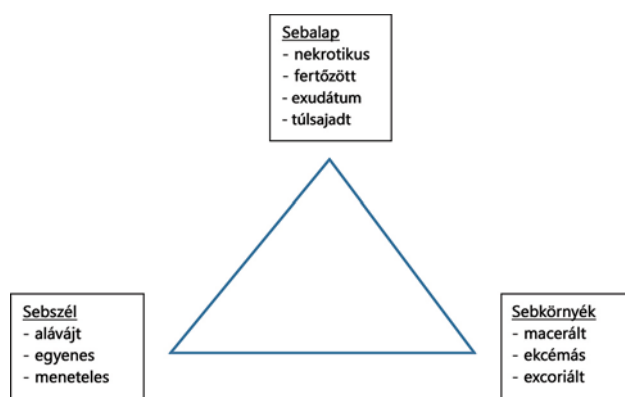 Sebalap
- nekrotikus
- fertőzött
- exudátum
- túlsajadt
Sebszél
- alávájt
- egyenes
- meneteles
Sebkörnyék
- macerált
- ekcémás
- excoriált